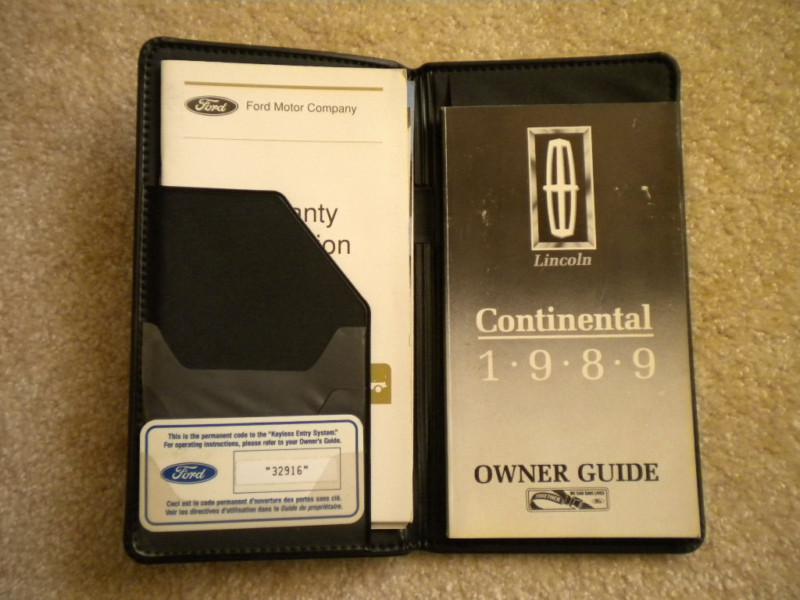 Ford
Ford Motor Company
anty
ion
This is the permanent code to the "Keyless Entry System."
For operating instructions, please refer to your Owner's Guide.
Ford
"32916"
Ceci est le code permanent d'ouverture des portes sans clé.
Voir les directives d'utilisation dans le Guide du propriétaire.
Lincoln
Continental
1·9·8·9
OWNER GUIDE